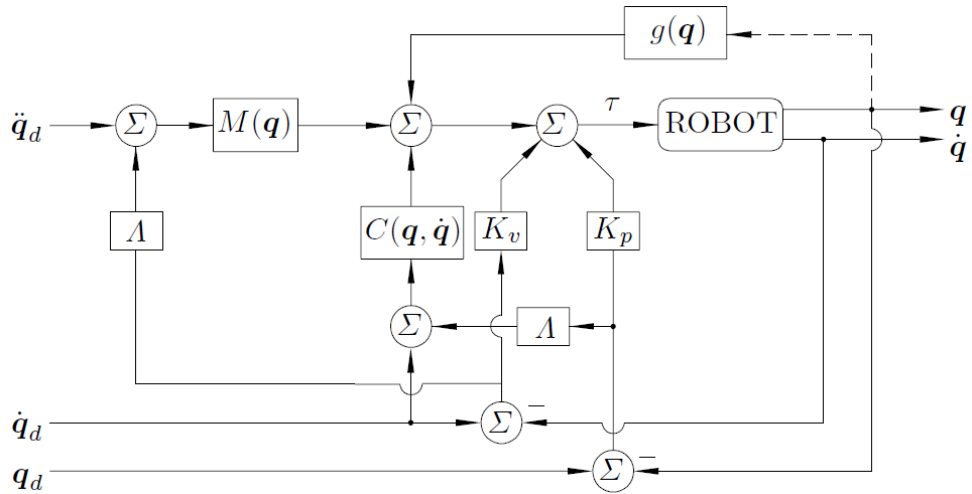 g(q)
q̈_d Σ M(q) Σ Σ τ ROBOT q
q̇
Λ C(q, q̇) K_v K_p
Σ Λ
q̇_d Σ −
q_d Σ −